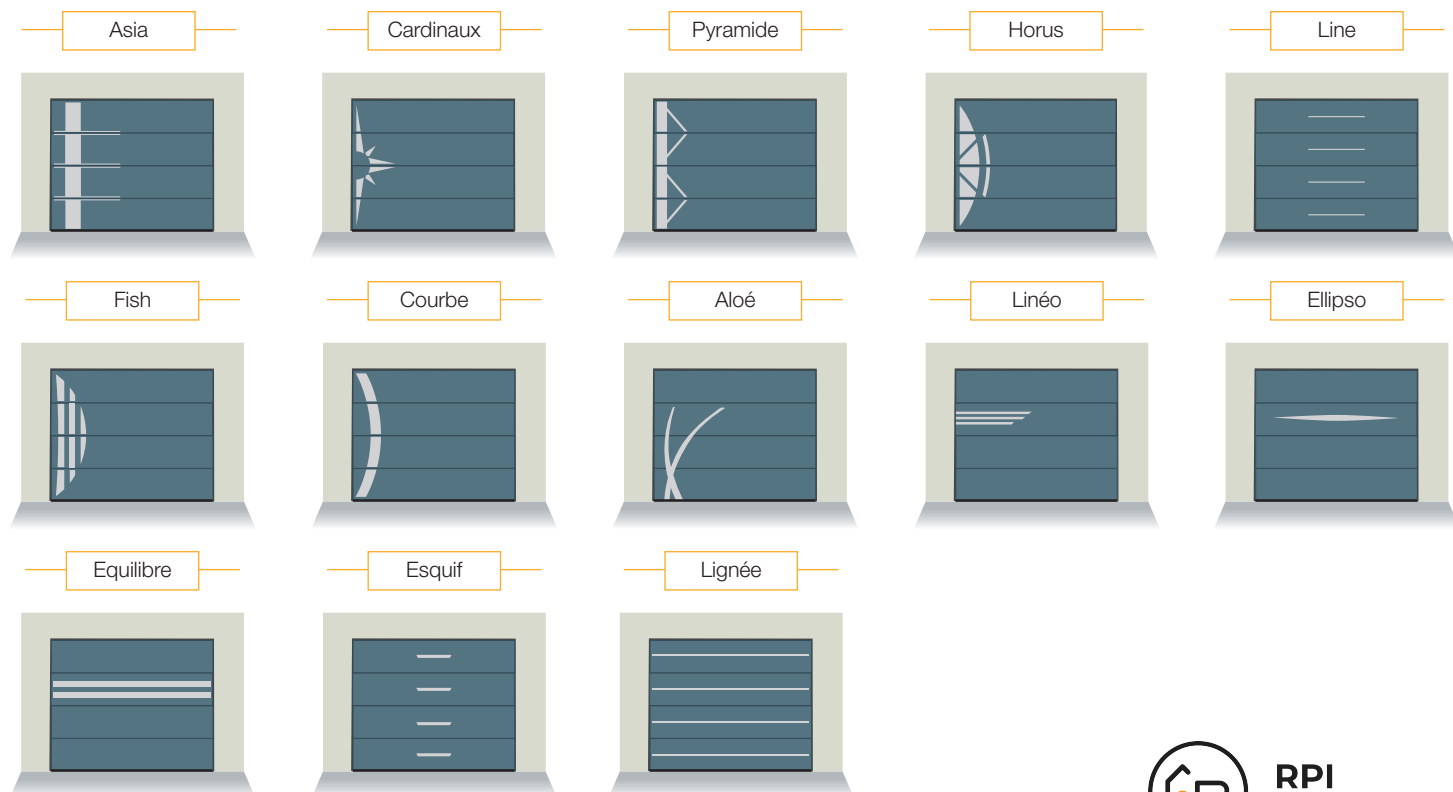 Asia
Cardinaux
Pyramide
Horus
Line
Fish
Courbe
Aloé
Linéo
Ellipso
Equilibre
Esquif
Lignée
RPI